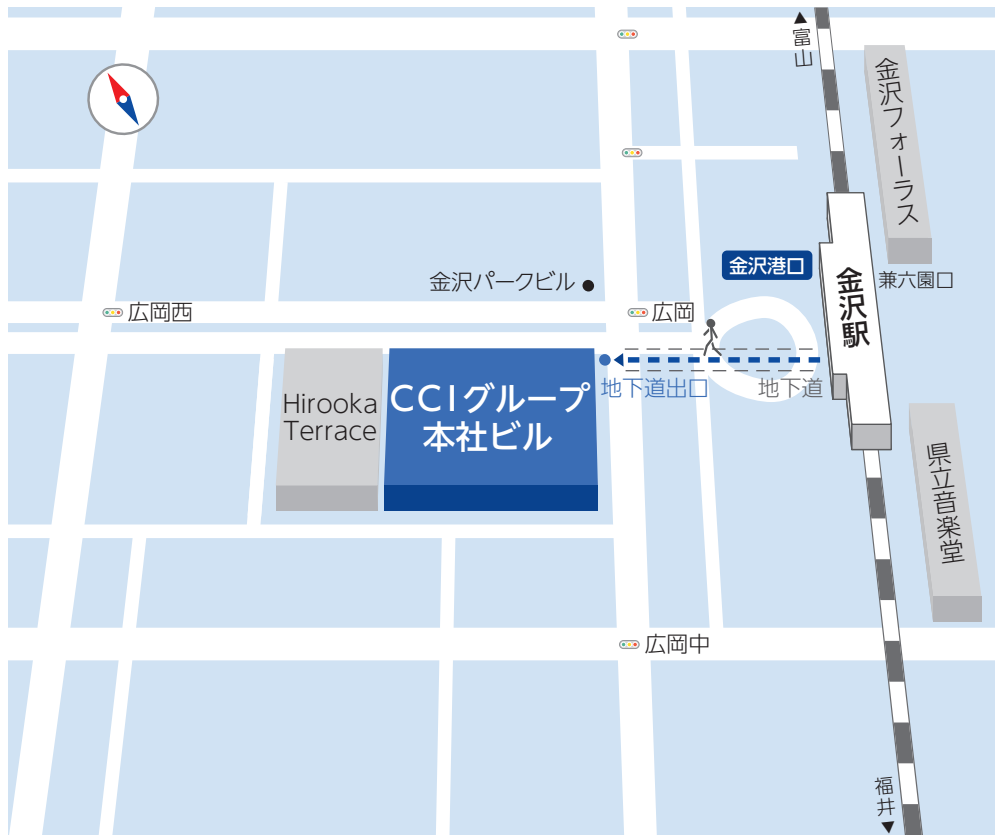 ▲
富山
金沢フォーラス
金沢港口
兼六園口
金沢駅
金沢パークビル ●
広岡西
広岡
地下道出口
地下道
Hirooka
Terrace
CCIグループ
本社ビル
県立音楽堂
広岡中
福井
▼